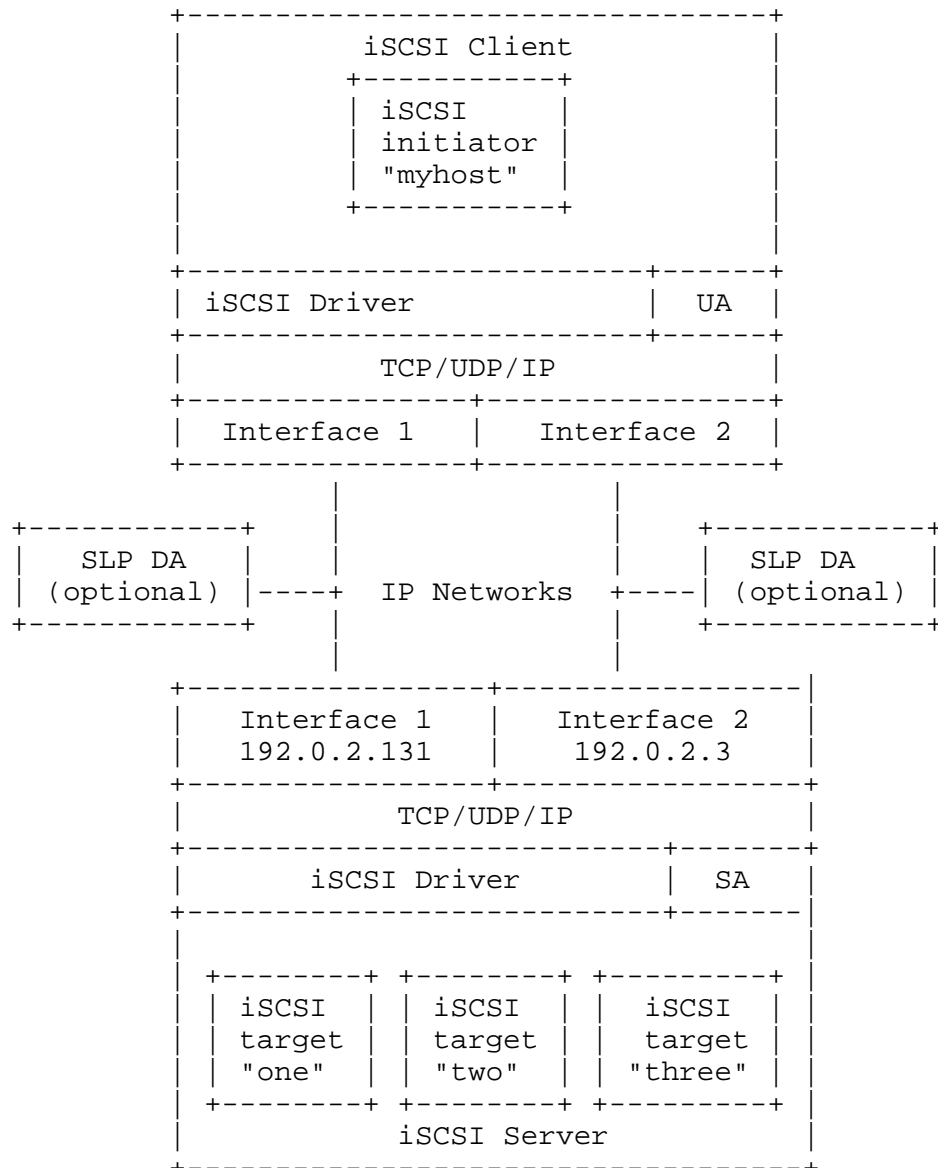 iSCSI Client
iSCSI
initiator
"myhost"
iSCSI Driver UA
TCP/UDP/IP
Interface 1 Interface 2
SLP DA SLP DA
(optional) IP Networks (optional)
Interface 1 Interface 2
192.0.2.131 192.0.2.3
TCP/UDP/IP
iSCSI Driver SA
iSCSI iSCSI iSCSI
target target target
"one" "two" "three"
iSCSI Server